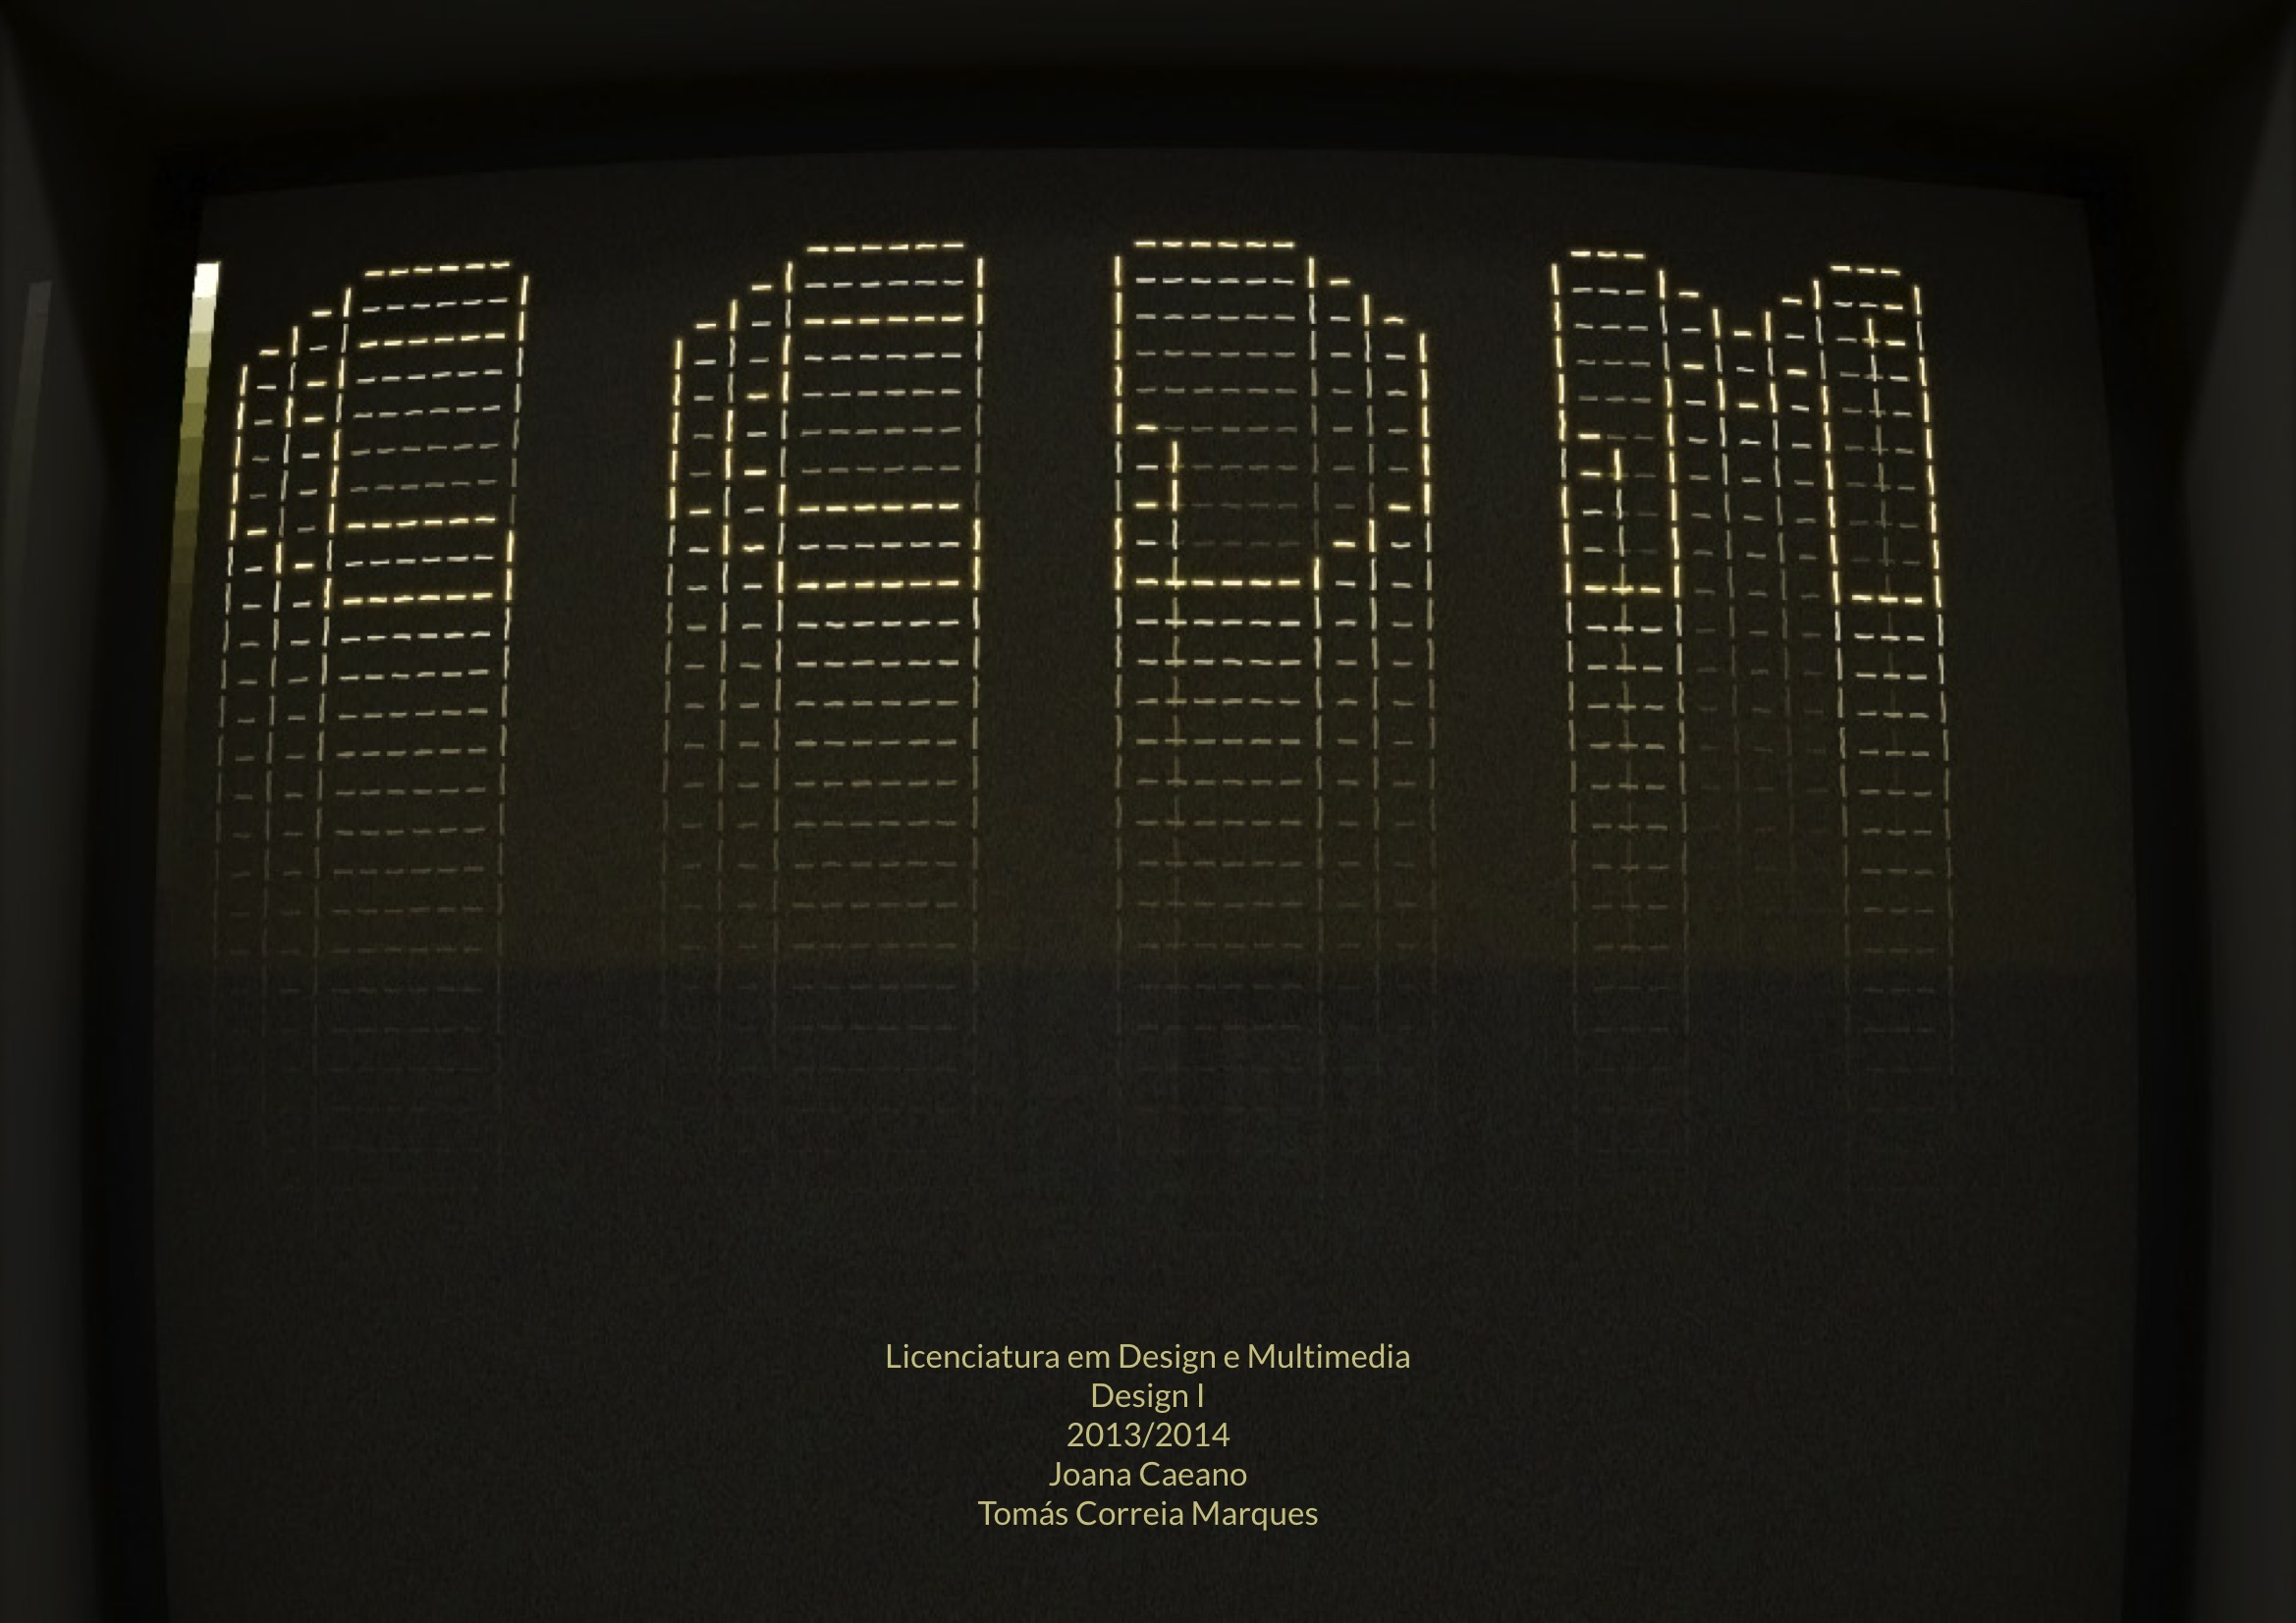 Licenciatura em Design e Multimedia
Design I
2013/2014
Joana Caeano
Tomás Correia Marques